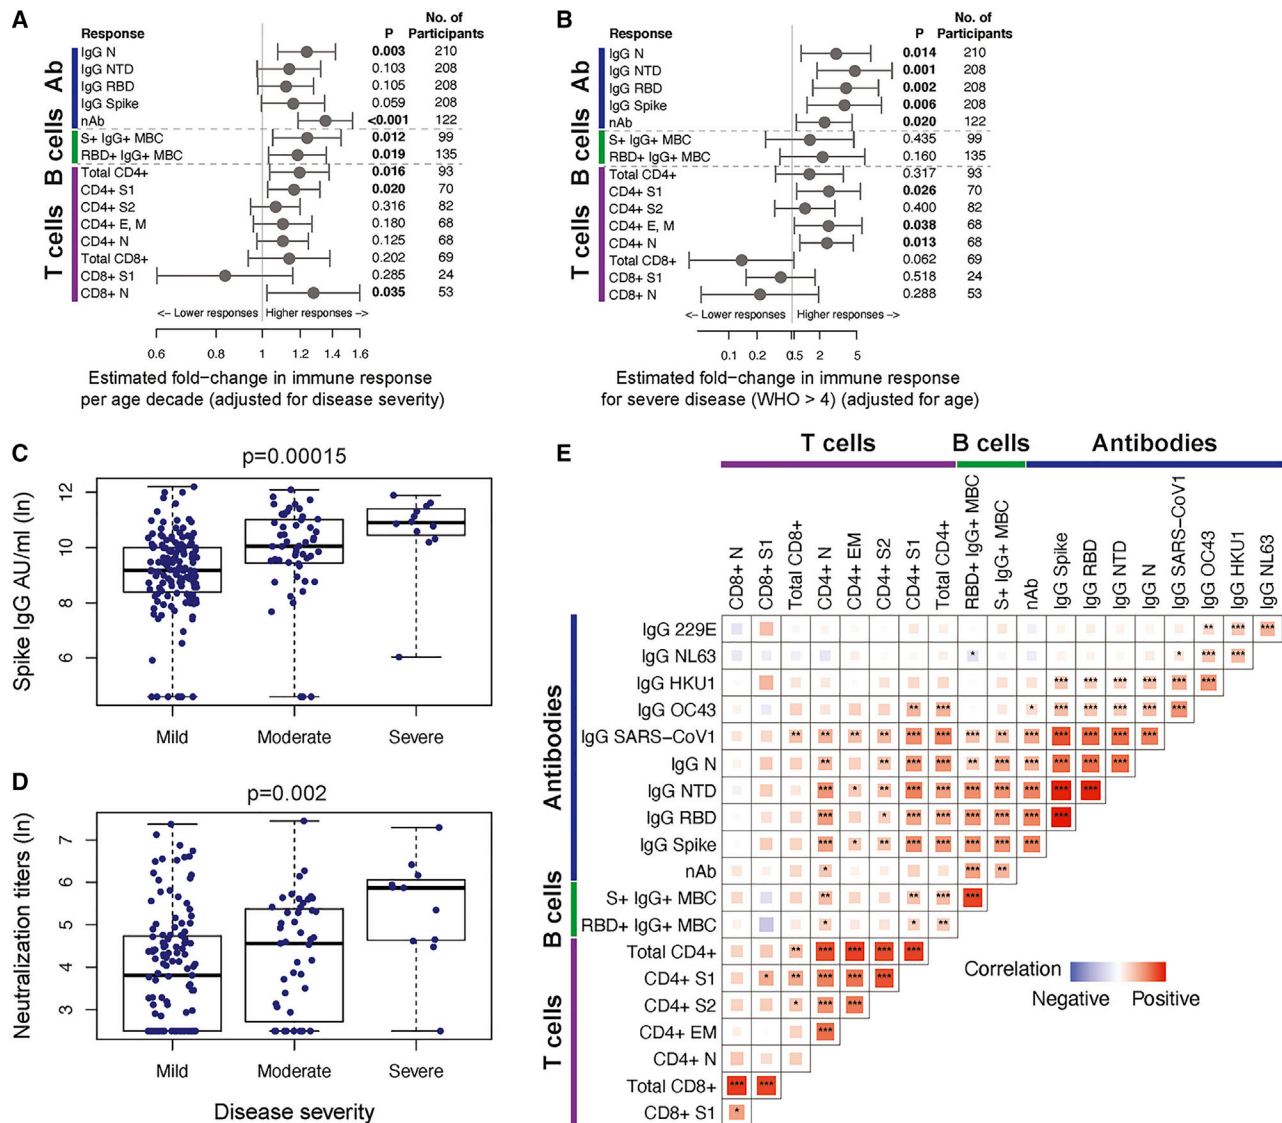 A
Response P No. of Participants
Ab
B cells
T cells
IgG N 0.003 210
IgG NTD 0.103 208
IgG RBD 0.105 208
IgG Spike 0.059 208
nAb <0.001 122
S+ IgG+ MBC 0.012 99
RBD+ IgG+ MBC 0.019 135
Total CD4+ 0.016 93
CD4+ S1 0.020 70
CD4+ S2 0.316 82
CD4+ E, M 0.180 68
CD4+ N 0.125 68
Total CD8+ 0.202 69
CD8+ S1 0.285 24
CD8+ N 0.035 53
<− Lower responses Higher responses −>
0.6 0.8 1 1.2 1.4 1.6
Estimated fold−change in immune response
per age decade (adjusted for disease severity)
B
Response P No. of Participants
Ab
B cells
T cells
IgG N 0.014 210
IgG NTD 0.001 208
IgG RBD 0.002 208
IgG Spike 0.006 208
nAb 0.020 122
S+ IgG+ MBC 0.435 99
RBD+ IgG+ MBC 0.160 135
Total CD4+ 0.317 93
CD4+ S1 0.026 70
CD4+ S2 0.400 82
CD4+ E, M 0.038 68
CD4+ N 0.013 68
Total CD8+ 0.062 69
CD8+ S1 0.518 24
CD8+ N 0.288 53
<− Lower responses Higher responses −>
0.1 0.2 0.5 2 5
Estimated fold−change in immune response
for severe disease (WHO > 4) (adjusted for age)
C
p=0.00015
Spike IgG AU/ml (ln)
12
10
8
6
Mild Moderate Severe
D
p=0.002
Neutralization titers (ln)
7
6
5
4
3
Mild Moderate Severe
Disease severity
E
T cells B cells Antibodies
CD8+ N
CD8+ S1
Total CD8+
CD4+ N
CD4+ EM
CD4+ S2
CD4+ S1
Total CD4+
RBD+ IgG+ MBC
S+ IgG+ MBC
nAb
IgG Spike
IgG RBD
IgG NTD
IgG N
IgG SARS−CoV1
IgG OC43
IgG HKU1
IgG NL63
Antibodies
B cells
T cells
IgG 229E ** *** ***
IgG NL63 * * *** ***
IgG HKU1 *** *** *** *** *** ***
IgG OC43 ** *** * *** *** *** *** ***
IgG SARS−CoV1 ** ** ** ** *** *** *** ** *** *** *** *** ***
IgG N ** ** *** *** ** *** *** *** *** ***
IgG NTD *** * ** *** *** *** *** *** *** ***
IgG RBD *** * *** *** *** *** *** ***
IgG Spike *** * ** *** *** *** *** ***
nAb * *** **
S+ IgG+ MBC ** ** *** ***
RBD+ IgG+ MBC * * **
Total CD4+ ** *** *** *** ***
CD4+ S1 * ** *** *** ***
CD4+ S2 * *** ***
CD4+ EM ***
CD4+ N
Total CD8+ *** ***
CD8+ S1 *
Correlation
Negative Positive